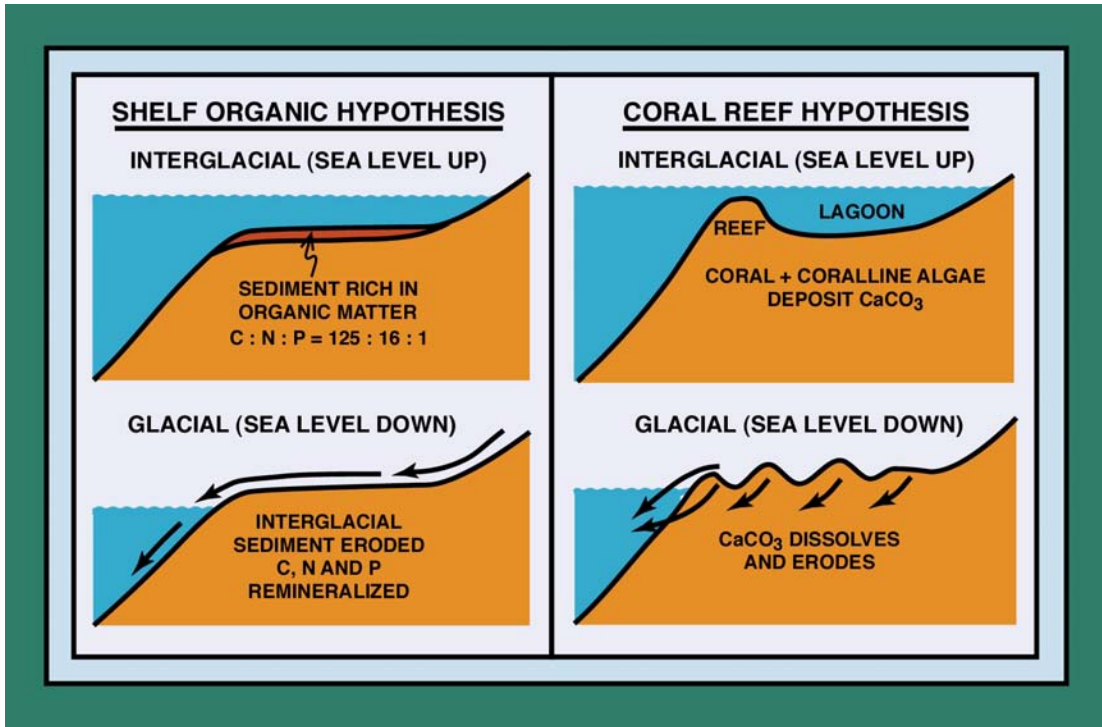 SHELF ORGANIC HYPOTHESIS
INTERGLACIAL (SEA LEVEL UP)
SEDIMENT RICH IN
ORGANIC MATTER
C : N : P = 125 : 16 : 1
GLACIAL (SEA LEVEL DOWN)
INTERGLACIAL
SEDIMENT ERODED
C, N AND P
REMINERALIZED
CORAL REEF HYPOTHESIS
INTERGLACIAL (SEA LEVEL UP)
LAGOON
REEF
CORAL + CORALLINE ALGAE
DEPOSIT CaCO₃
GLACIAL (SEA LEVEL DOWN)
CaCO₃ DISSOLVES
AND ERODES